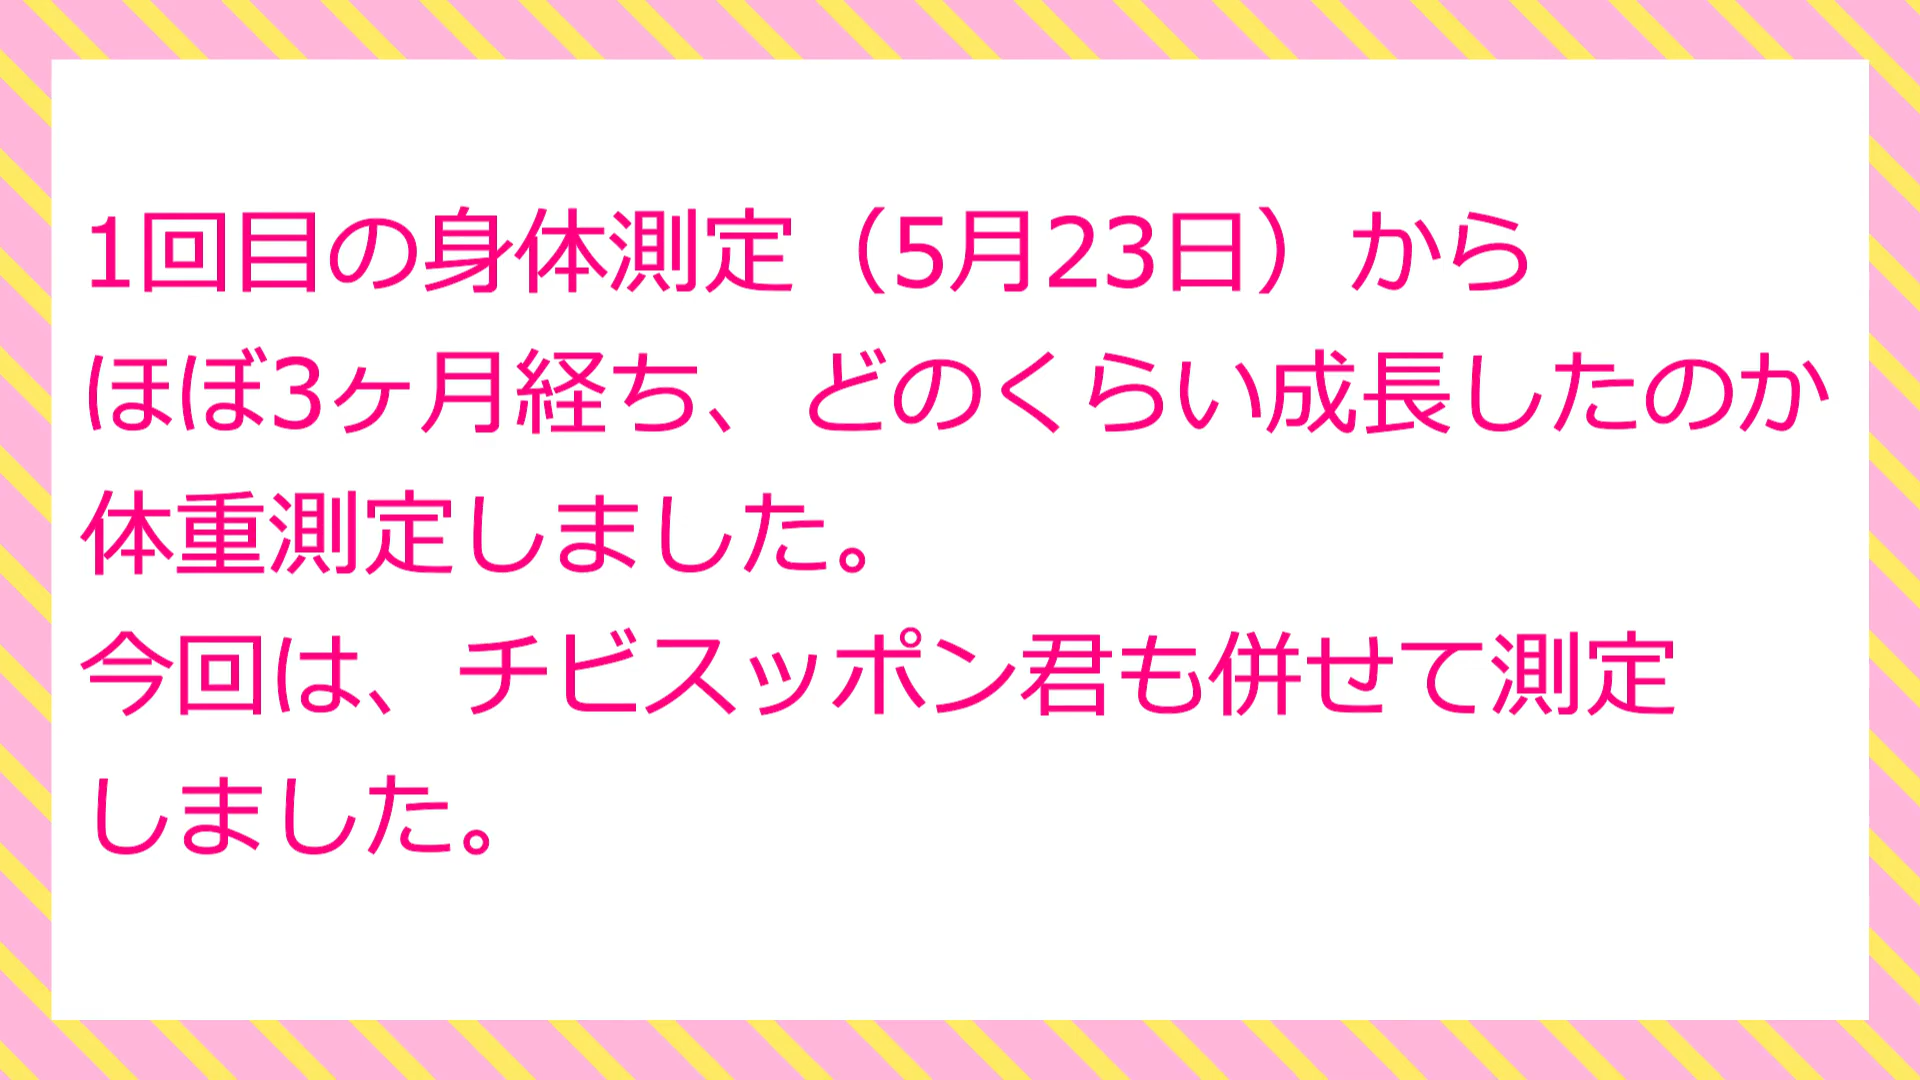 1回目の身体測定（5月23日）から
ほぼ3ヶ月経ち、どのくらい成長したのか
体重測定しました。
今回は、チビスッポン君も併せて測定
しました。